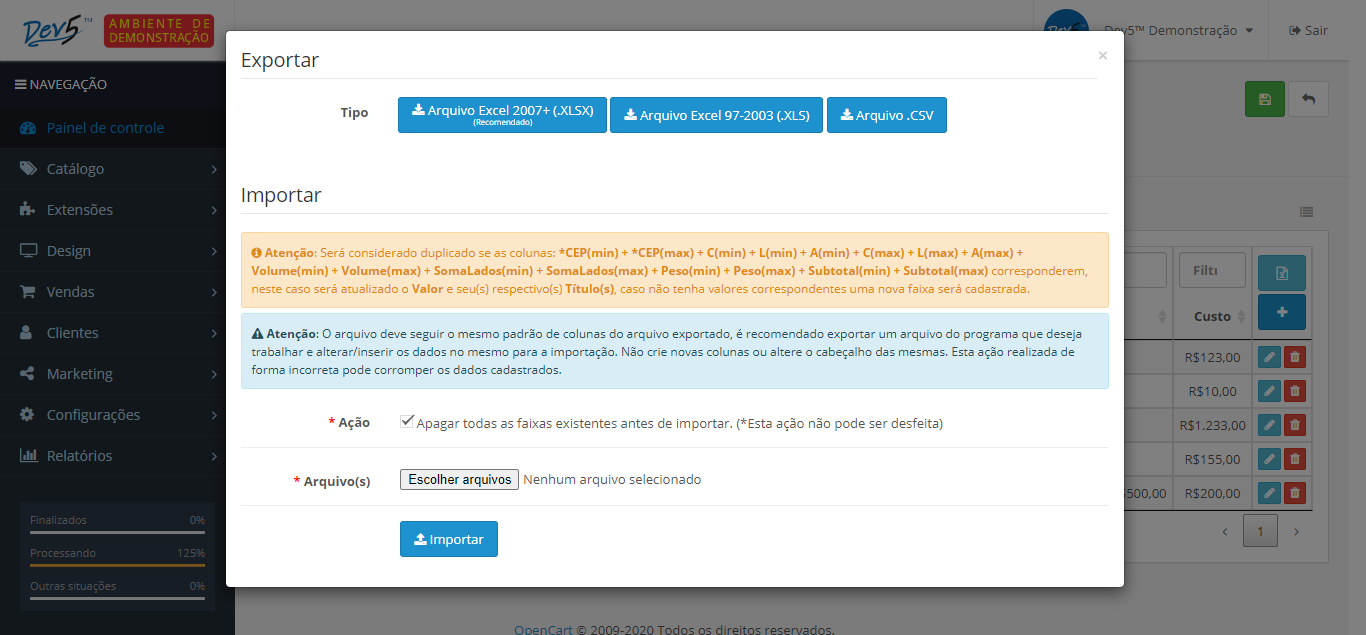 Dev5™
AMBIENTE DE
DEMONSTRAÇÃO
Dev5™ Demonstração
Sair
NAVEGAÇÃO
Painel de controle
Catálogo
Extensões
Design
Vendas
Clientes
Marketing
Configurações
Relatórios
Finalizados 0%
Processando 125%
Outras situações 0%
Exportar
×
Tipo
Arquivo Excel 2007+ (.XLSX)
(Recomendado)
Arquivo Excel 97-2003 (.XLS)
Arquivo .CSV
Importar
Atenção: Será considerado duplicado se as colunas: *CEP(min) + *CEP(max) + C(min) + L(min) + A(min) + C(max) + L(max) + A(max) +
Volume(min) + Volume(max) + SomaLados(min) + SomaLados(max) + Peso(min) + Peso(max) + Subtotal(min) + Subtotal(max) corresponderem,
neste caso será atualizado o Valor e seu(s) respectivo(s) Título(s), caso não tenha valores correspondentes uma nova faixa será cadastrada.
Atenção: O arquivo deve seguir o mesmo padrão de colunas do arquivo exportado, é recomendado exportar um arquivo do programa que deseja
trabalhar e alterar/inserir os dados no mesmo para a importação. Não crie novas colunas ou altere o cabeçalho das mesmas. Esta ação realizada de
forma incorreta pode corromper os dados cadastrados.
* Ação
Apagar todas as faixas existentes antes de importar. (*Esta ação não pode ser desfeita)
* Arquivo(s)
Escolher arquivos Nenhum arquivo selecionado
Importar
Custo
R$123,00
R$10,00
R$1.233,00
R$155,00
500,00 R$200,00
1
OpenCart © 2009-2020 Todos os direitos reservados.